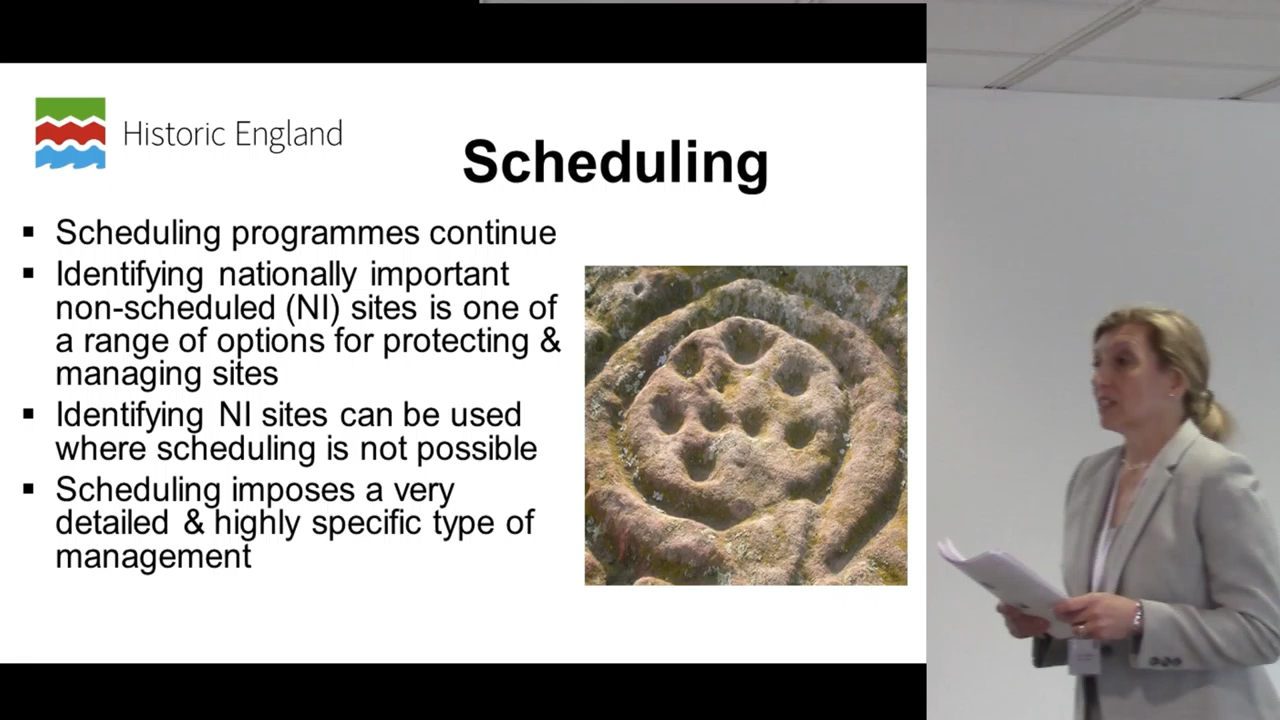 Historic England
Scheduling
▪ Scheduling programmes continue
▪ Identifying nationally important
non-scheduled (NI) sites is one of
a range of options for protecting &
managing sites
▪ Identifying NI sites can be used
where scheduling is not possible
▪ Scheduling imposes a very
detailed & highly specific type of
management